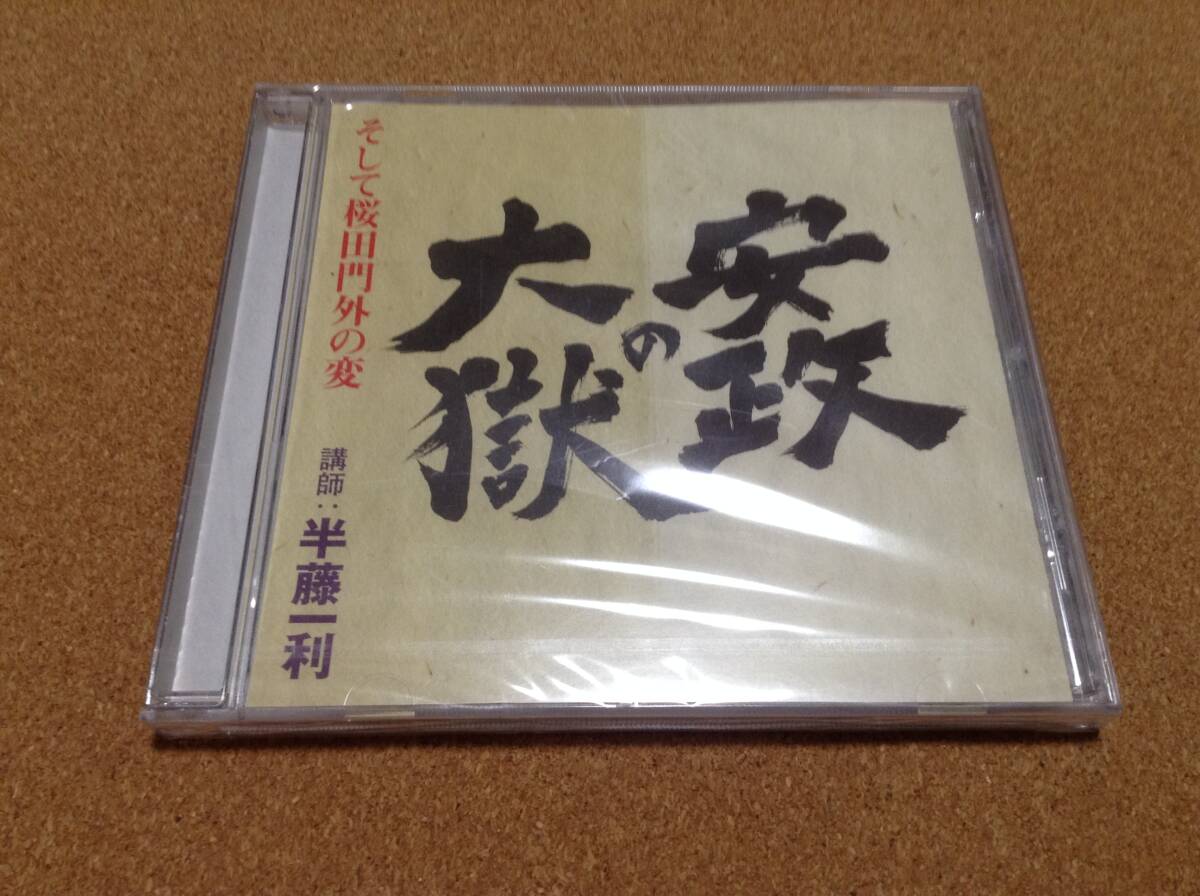 安政の
大獄
そして桜田門外の変
講師:半藤一利